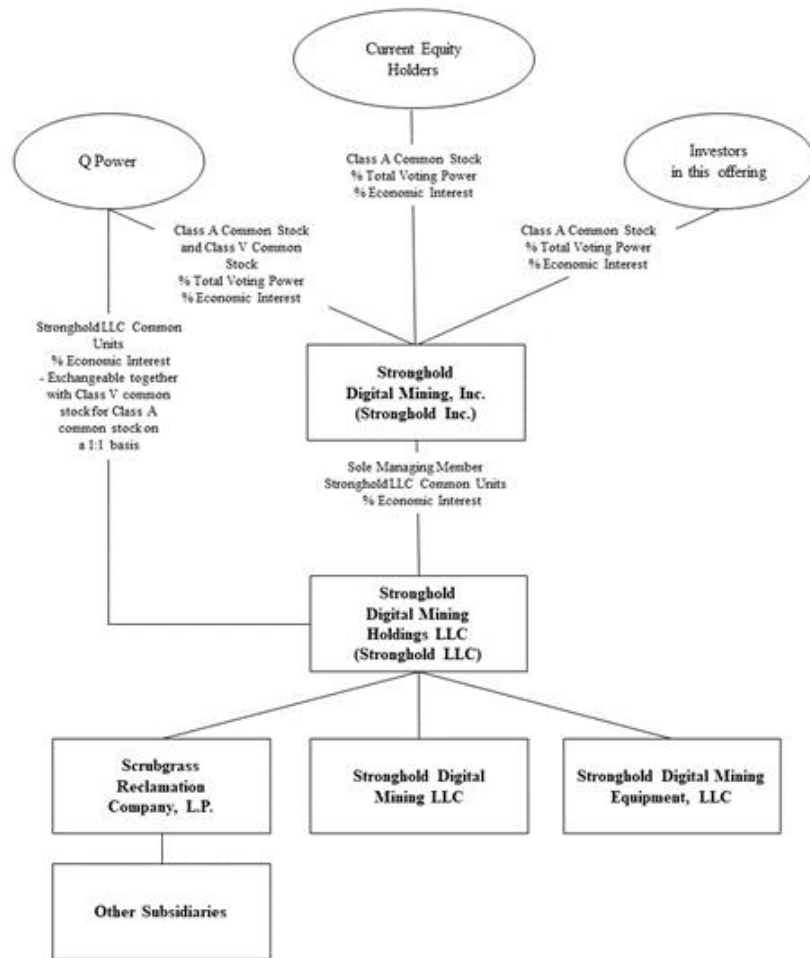 Current Equity
Holders
Q Power
Investors
in this offering
Class A Common Stock
% Total Voting Power
% Economic Interest
Class A Common Stock
and Class V Common
Stock
% Total Voting Power
% Economic Interest
Class A Common Stock
% Total Voting Power
% Economic Interest
Stronghold LLC Common
Units
% Economic Interest
- Exchangeable together
with Class V common
stock for Class A
common stock on
a 1:1 basis
Stronghold
Digital Mining, Inc.
(Stronghold Inc.)
Sole Managing Member
Stronghold LLC Common Units
% Economic Interest
Stronghold
Digital Mining
Holdings LLC
(Stronghold LLC)
Scrubgrass
Reclamation
Company, L.P.
Stronghold Digital
Mining LLC
Stronghold Digital Mining
Equipment, LLC
Other Subsidiaries